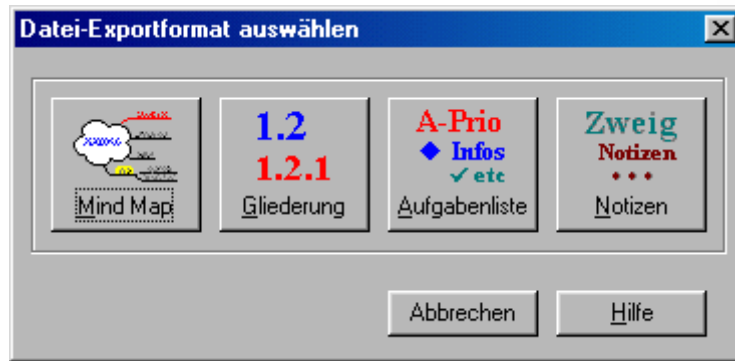 Datei-Exportformat auswählen
Mind Map
1.2
1.2.1
Gliederung
A-Prio
Infos
etc
Aufgabenliste
Zweig
Notizen
Notizen
Abbrechen
Hilfe